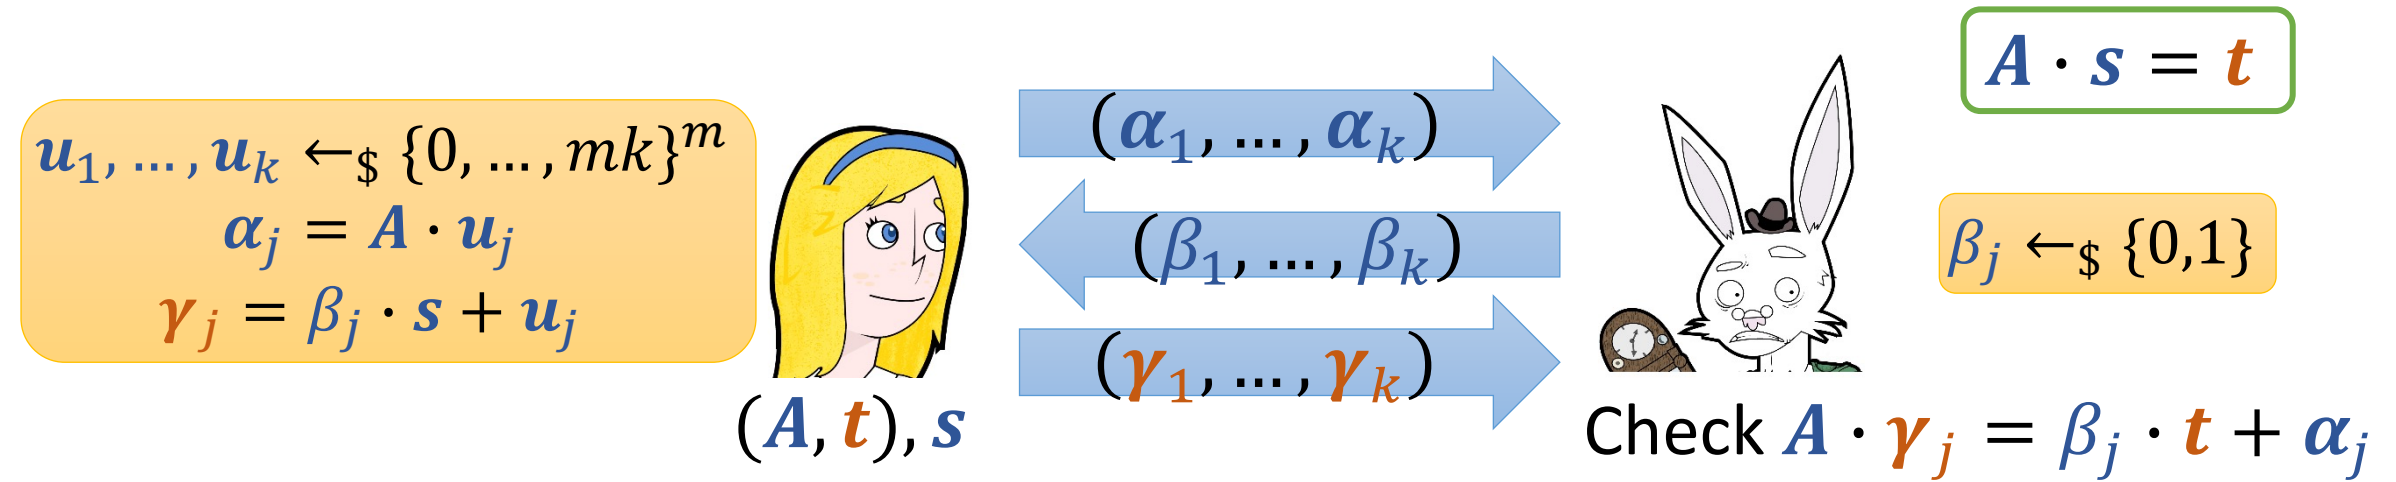 𝒖₁, … , 𝒖ₖ ←$ {0, … , 𝑚𝑘}ᵐ
𝜶ⱼ = 𝑨 · 𝒖ⱼ
𝜸ⱼ = 𝛽ⱼ · 𝒔 + 𝒖ⱼ
(𝑨, 𝒕), 𝒔
(𝜶₁, … , 𝜶ₖ)
(𝛽₁, … , 𝛽ₖ)
(𝜸₁, … , 𝜸ₖ)
𝑨 · 𝒔 = 𝒕
𝛽ⱼ ←$ {0,1}
Check 𝑨 · 𝜸ⱼ = 𝛽ⱼ · 𝒕 + 𝜶ⱼ